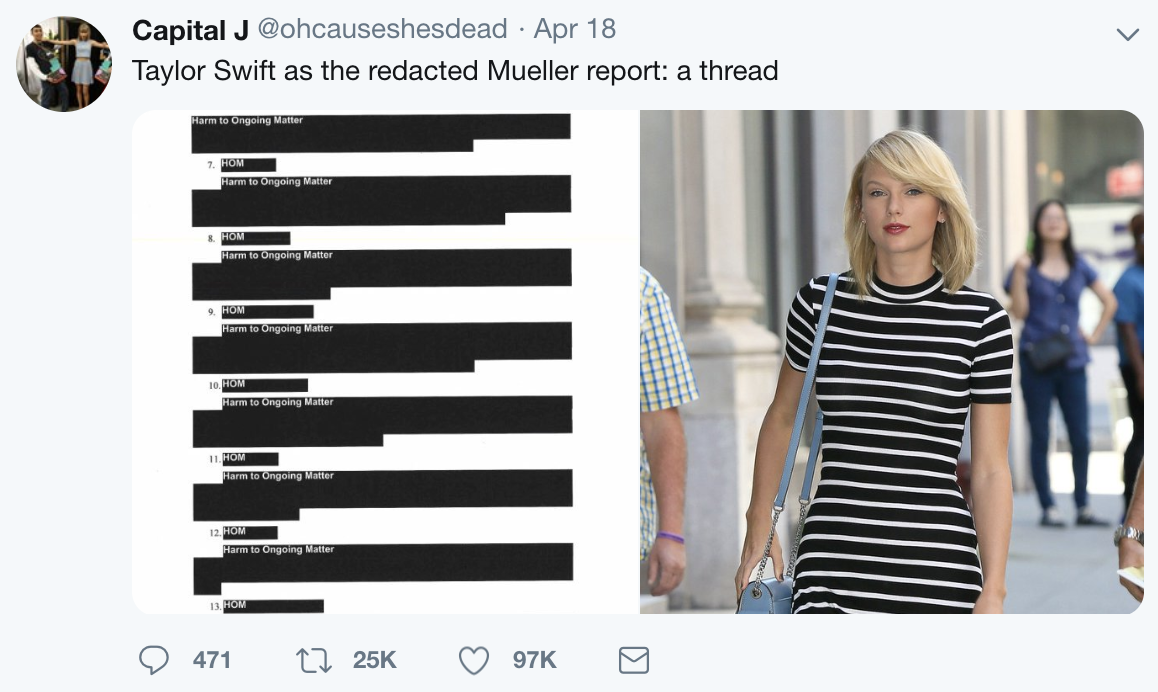 Capital J @ohcauseshesdead · Apr 18
Taylor Swift as the redacted Mueller report: a thread
Harm to Ongoing Matter
7. HOM
Harm to Ongoing Matter
8. HOM
Harm to Ongoing Matter
9. HOM
Harm to Ongoing Matter
10. HOM
Harm to Ongoing Matter
11. HOM
Harm to Ongoing Matter
12. HOM
Harm to Ongoing Matter
13. HOM
471 25K 97K